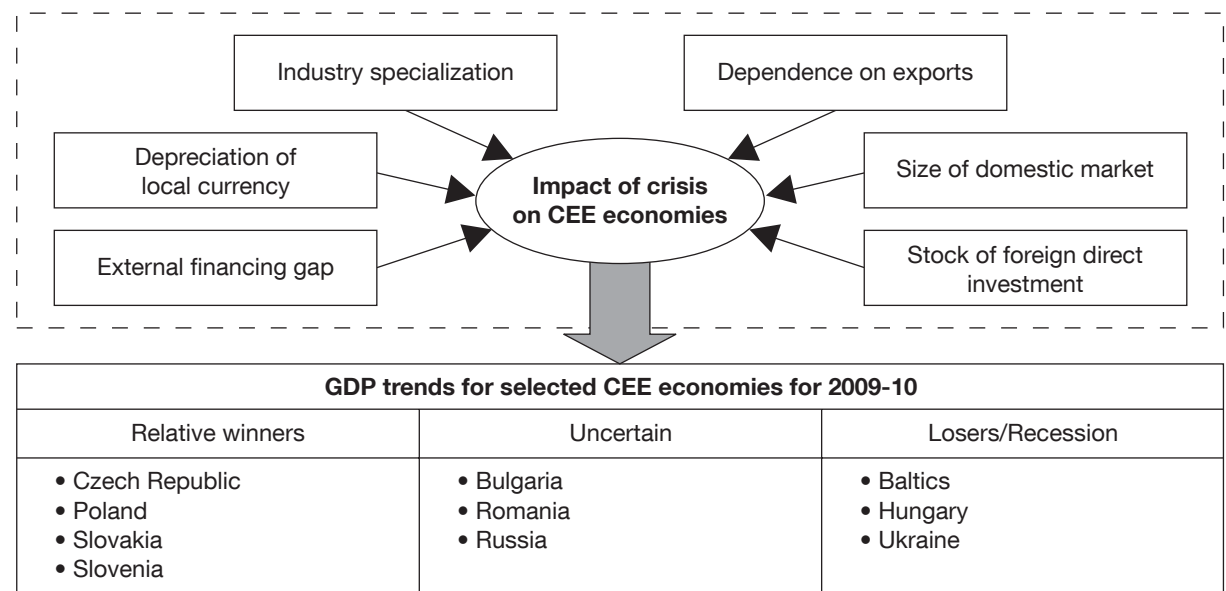 Industry specialization
Dependence on exports
Depreciation of
local currency
Impact of crisis
on CEE economies
Size of domestic market
External financing gap
Stock of foreign direct
investment
GDP trends for selected CEE economies for 2009-10
Relative winners
Uncertain
Losers/Recession
• Czech Republic
• Poland
• Slovakia
• Slovenia
• Bulgaria
• Romania
• Russia
• Baltics
• Hungary
• Ukraine